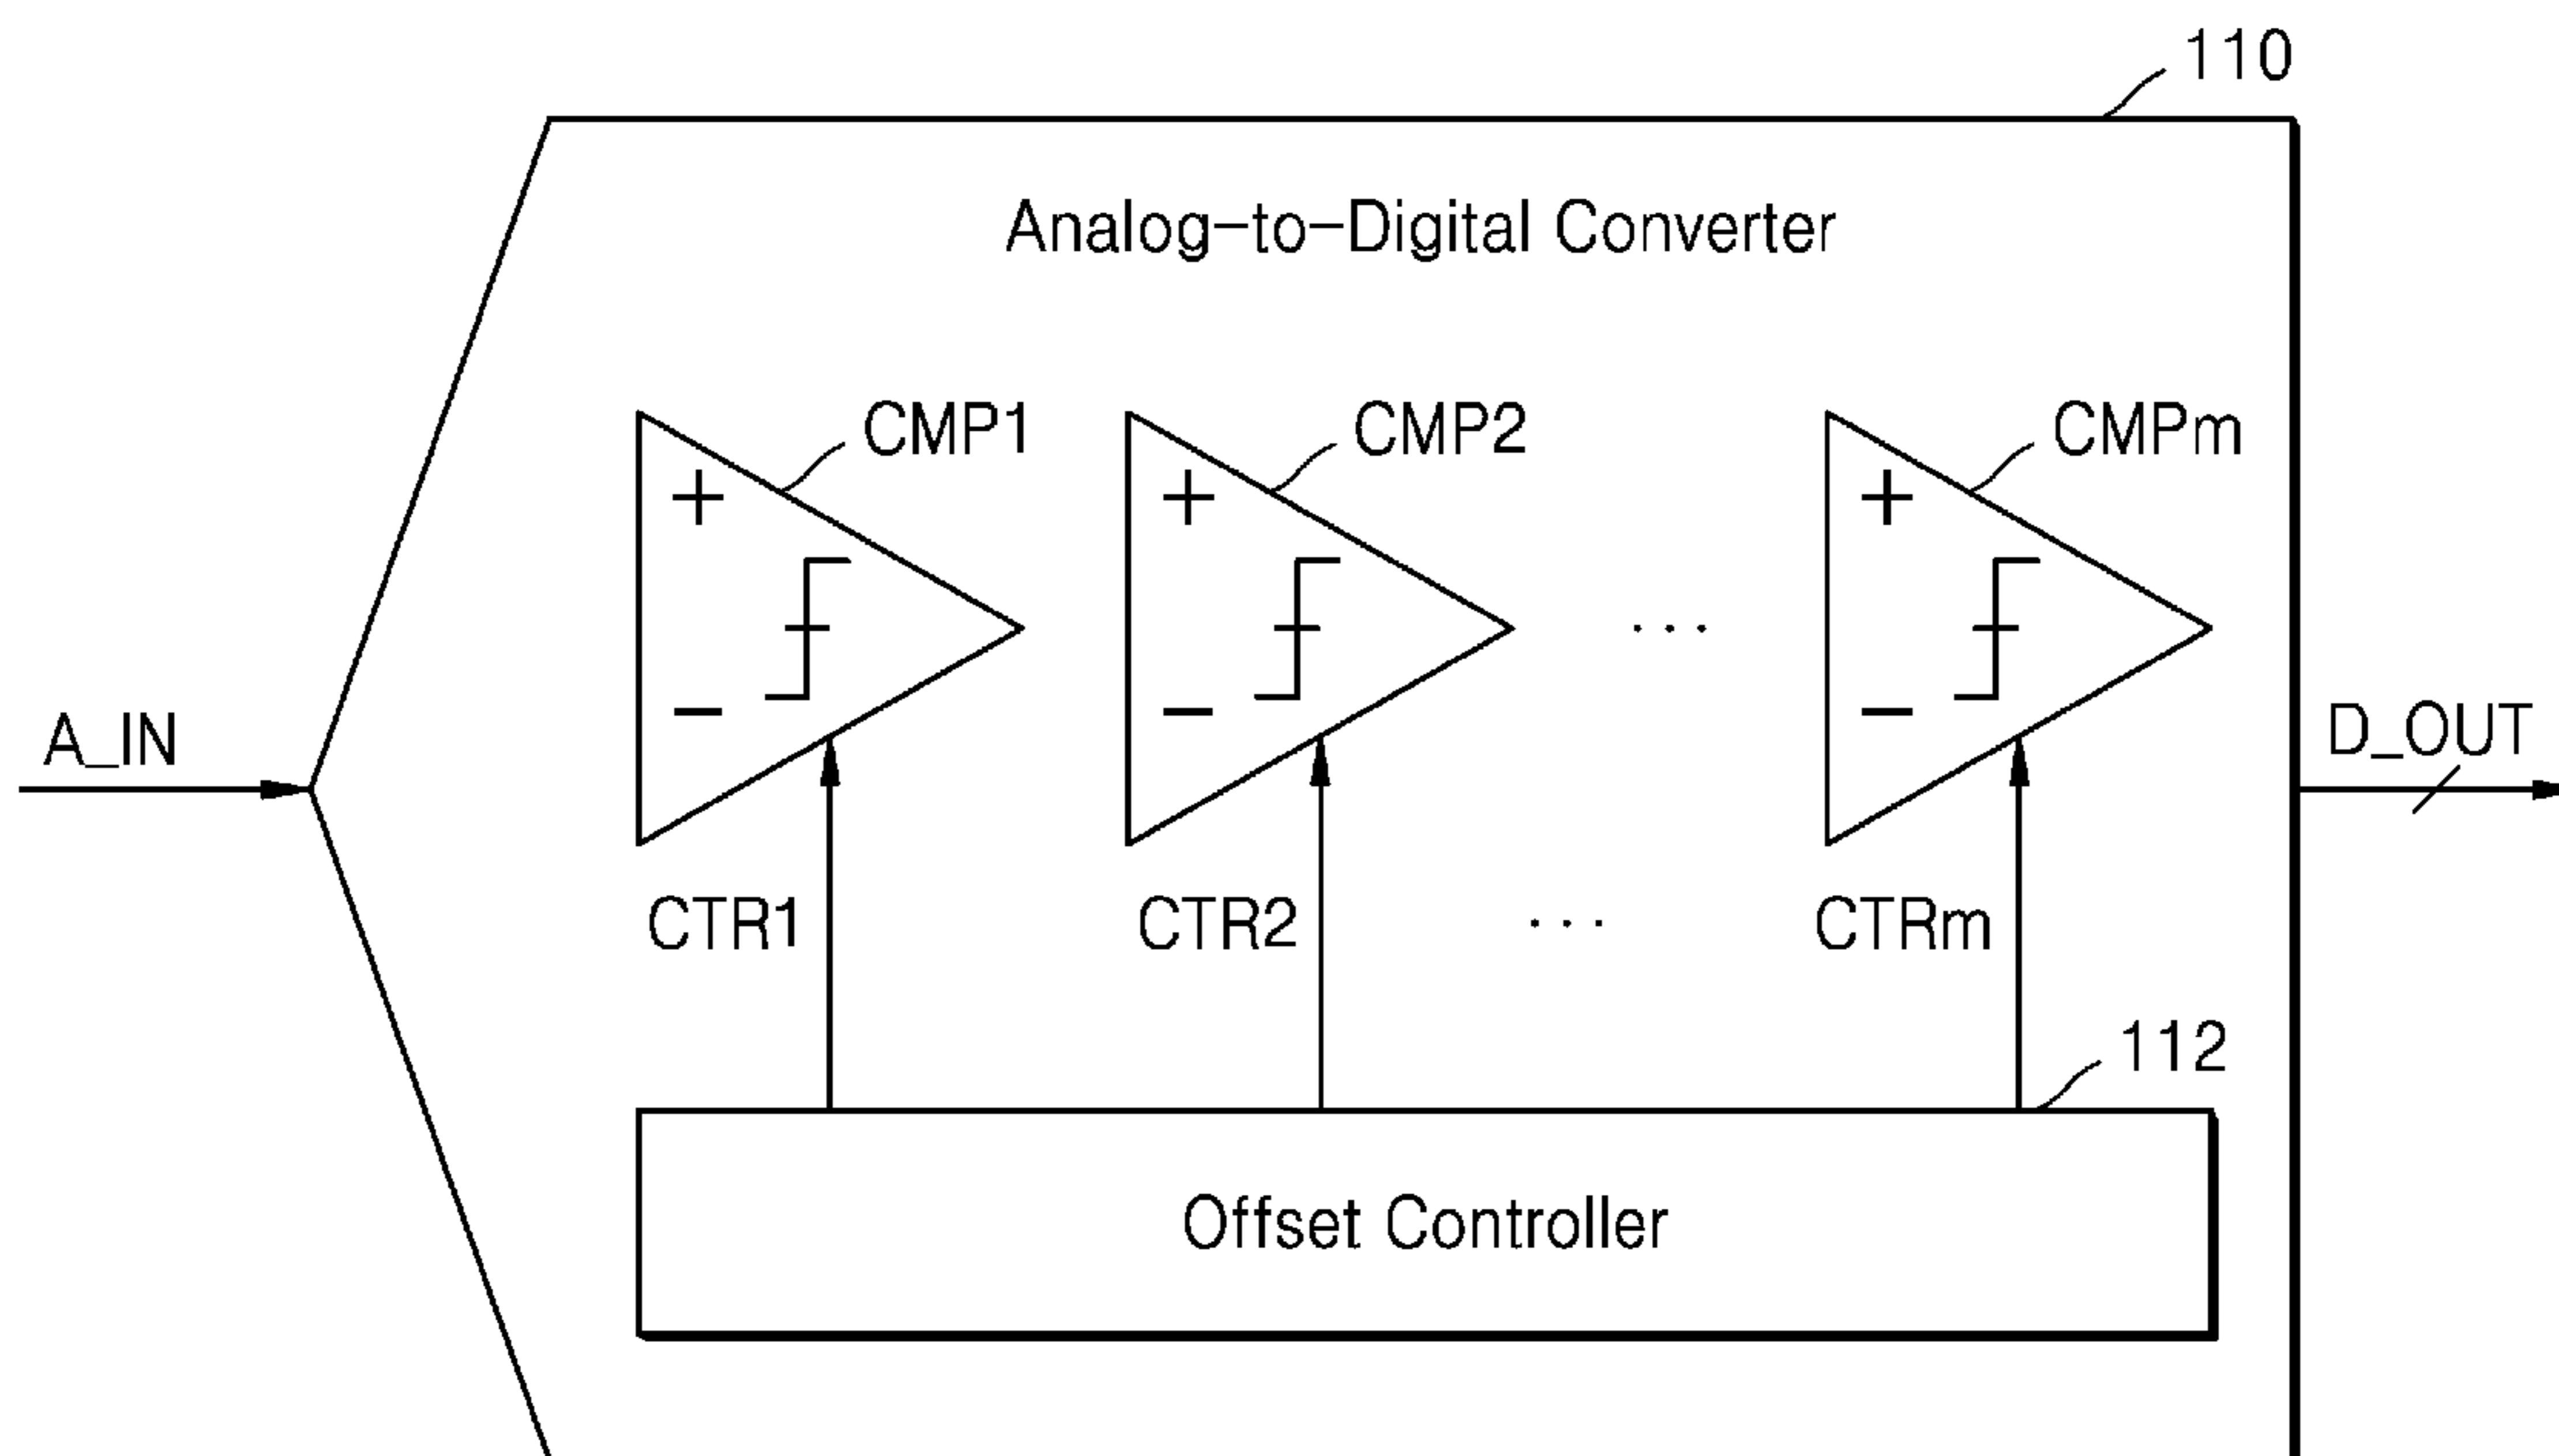 110
Analog-to-Digital Converter
CMP1 CMP2 CMPm
+ + +
... 
− − −
A_IN D_OUT
CTR1 CTR2 ... CTRm
112
Offset Controller